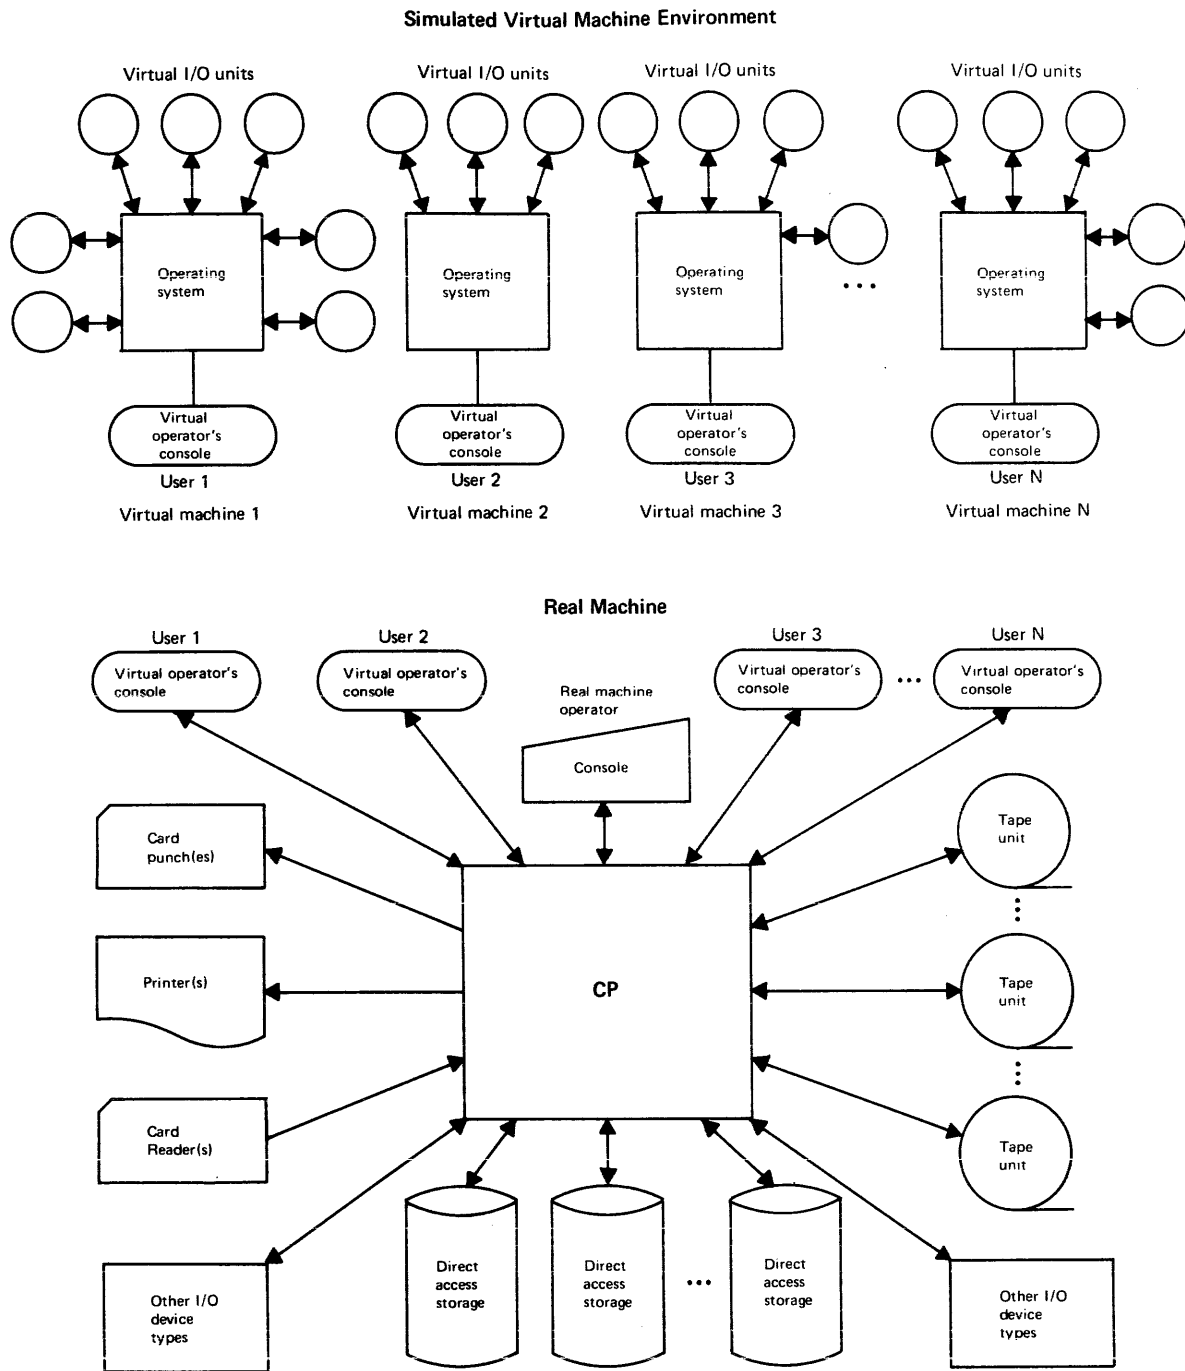 Simulated Virtual Machine Environment
Virtual I/O units
Virtual I/O units
Virtual I/O units
Virtual I/O units
Operating
system
Operating
system
Operating
system
Operating
system
Virtual
operator's
console
Virtual
operator's
console
Virtual
operator's
console
Virtual
operator's
console
User 1
User 2
User 3
User N
Virtual machine 1
Virtual machine 2
Virtual machine 3
Virtual machine N
Real Machine
User 1
User 2
User 3
User N
Virtual operator's
console
Virtual operator's
console
Real machine
operator
Console
Virtual operator's
console
Virtual operator's
console
Card
punch(es)
Tape
unit
Printer(s)
CP
Tape
unit
Card
Reader(s)
Tape
unit
Other I/O
device
types
Direct
access
storage
Direct
access
storage
Direct
access
storage
Other I/O
device
types